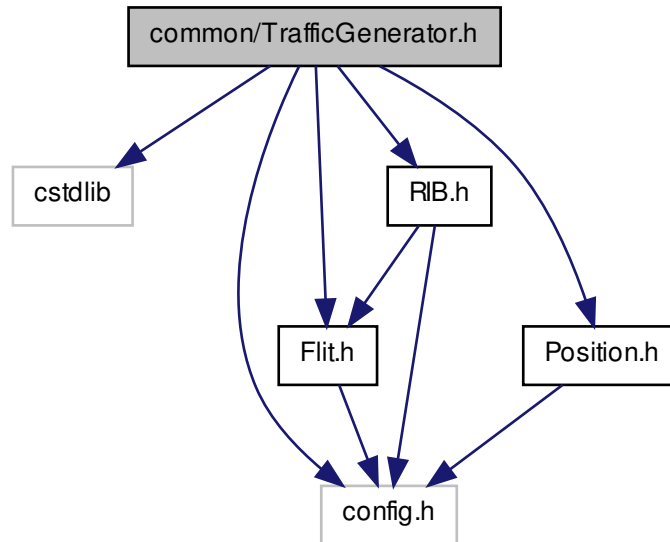 common/TrafficGenerator.h
cstdlib
RIB.h
Flit.h
Position.h
config.h